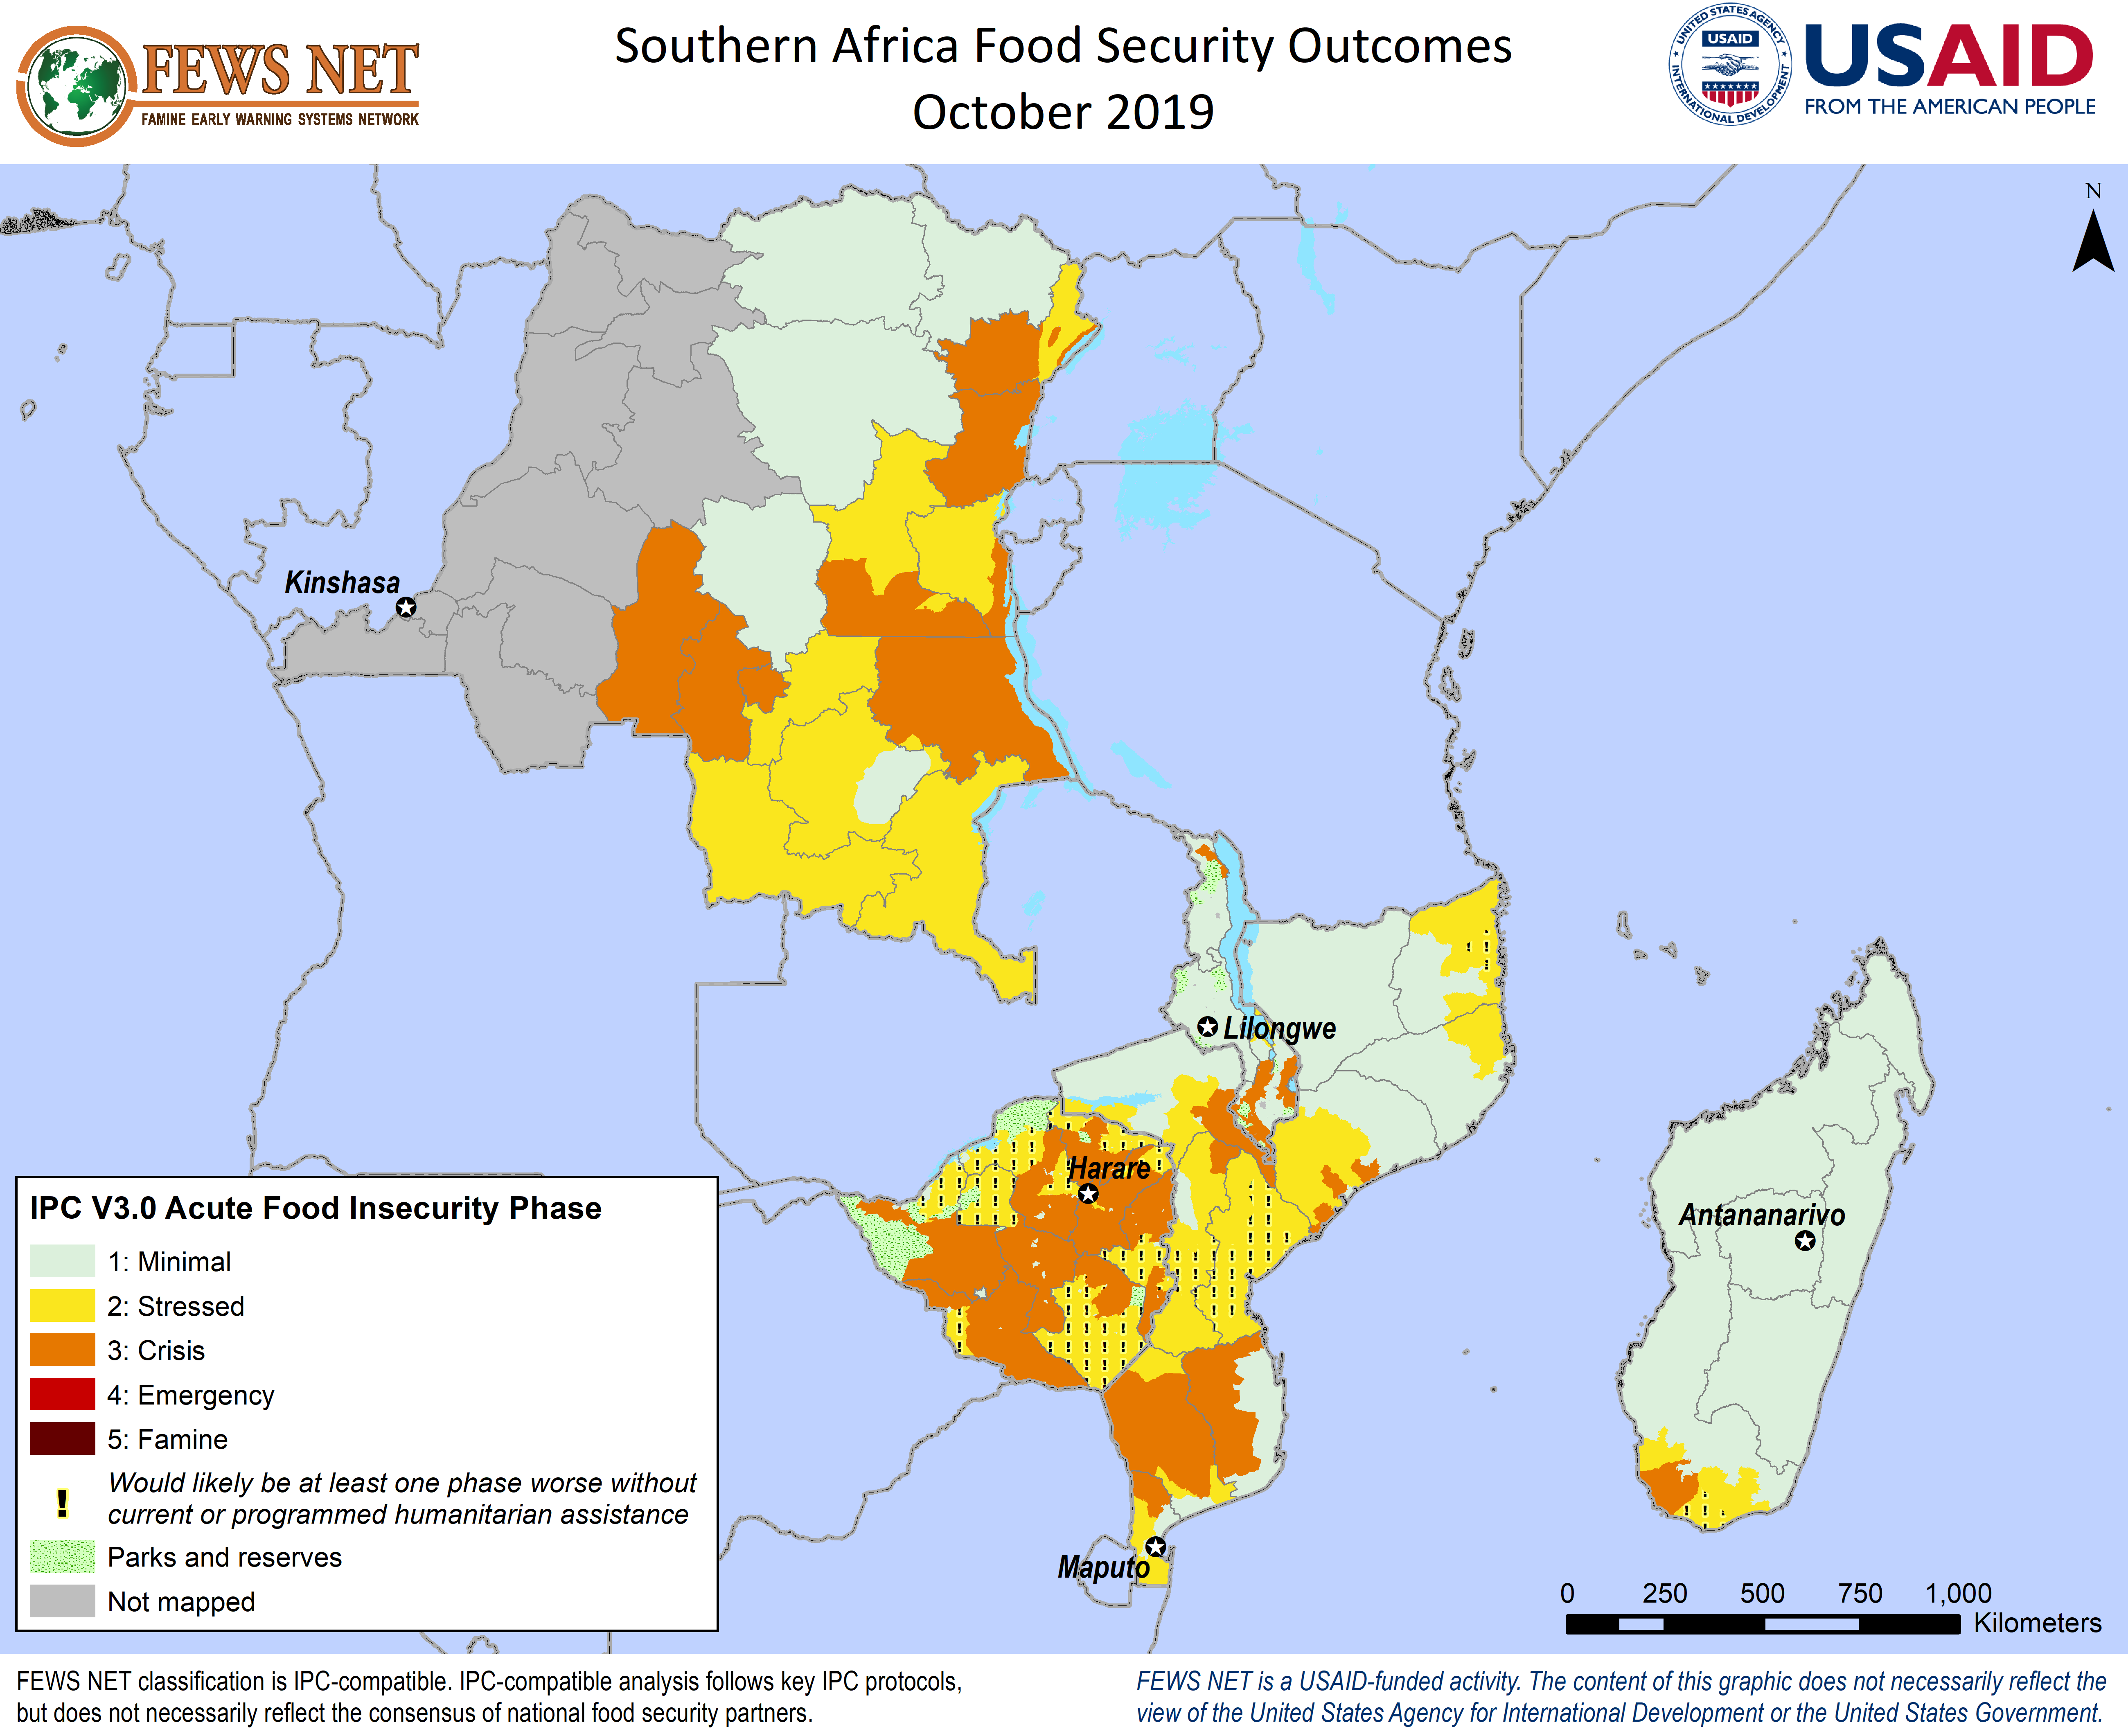 FEWS NET
FAMINE EARLY WARNING SYSTEMS NETWORK
Southern Africa Food Security Outcomes
October 2019
UNITED STATES AGENCY
USAID
INTERNATIONAL DEVELOPMENT
USAID
FROM THE AMERICAN PEOPLE
N
Kinshasa
Lilongwe
Harare
Antananarivo
Maputo
IPC V3.0 Acute Food Insecurity Phase
1: Minimal
2: Stressed
3: Crisis
4: Emergency
5: Famine
! Would likely be at least one phase worse without
current or programmed humanitarian assistance
Parks and reserves
Not mapped
0 250 500 750 1,000
Kilometers
FEWS NET classification is IPC-compatible. IPC-compatible analysis follows key IPC protocols,
but does not necessarily reflect the consensus of national food security partners.
FEWS NET is a USAID-funded activity. The content of this graphic does not necessarily reflect the
view of the United States Agency for International Development or the United States Government.